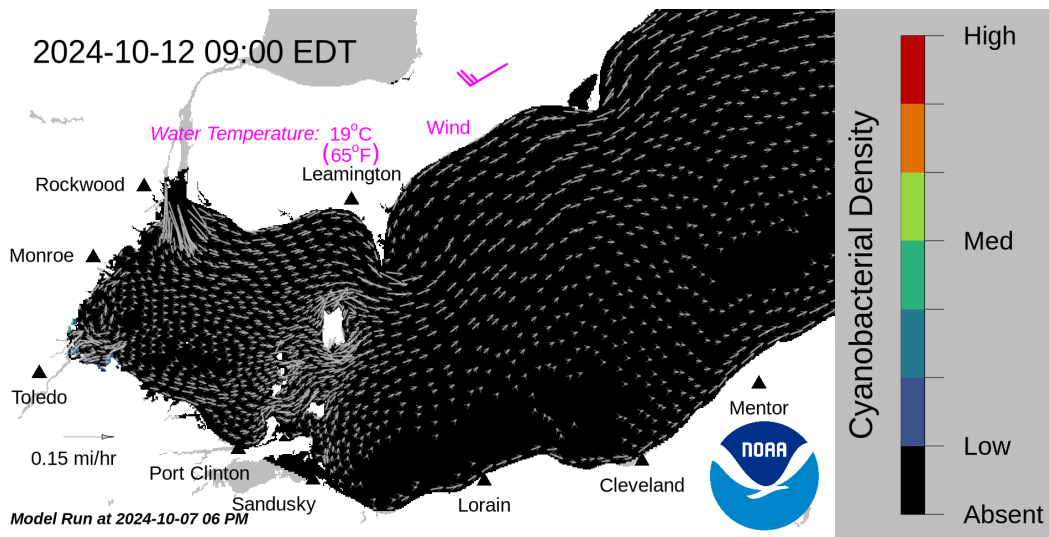 2024-10-12 09:00 EDT
Water Temperature: 19°C
(65°F)
Wind
Leamington
Rockwood
Monroe
Toledo
0.15 mi/hr
Port Clinton
Sandusky
Lorain
Cleveland
Mentor
NOAA
Model Run at 2024-10-07 06 PM
Cyanobacterial Density
High
Med
Low
Absent